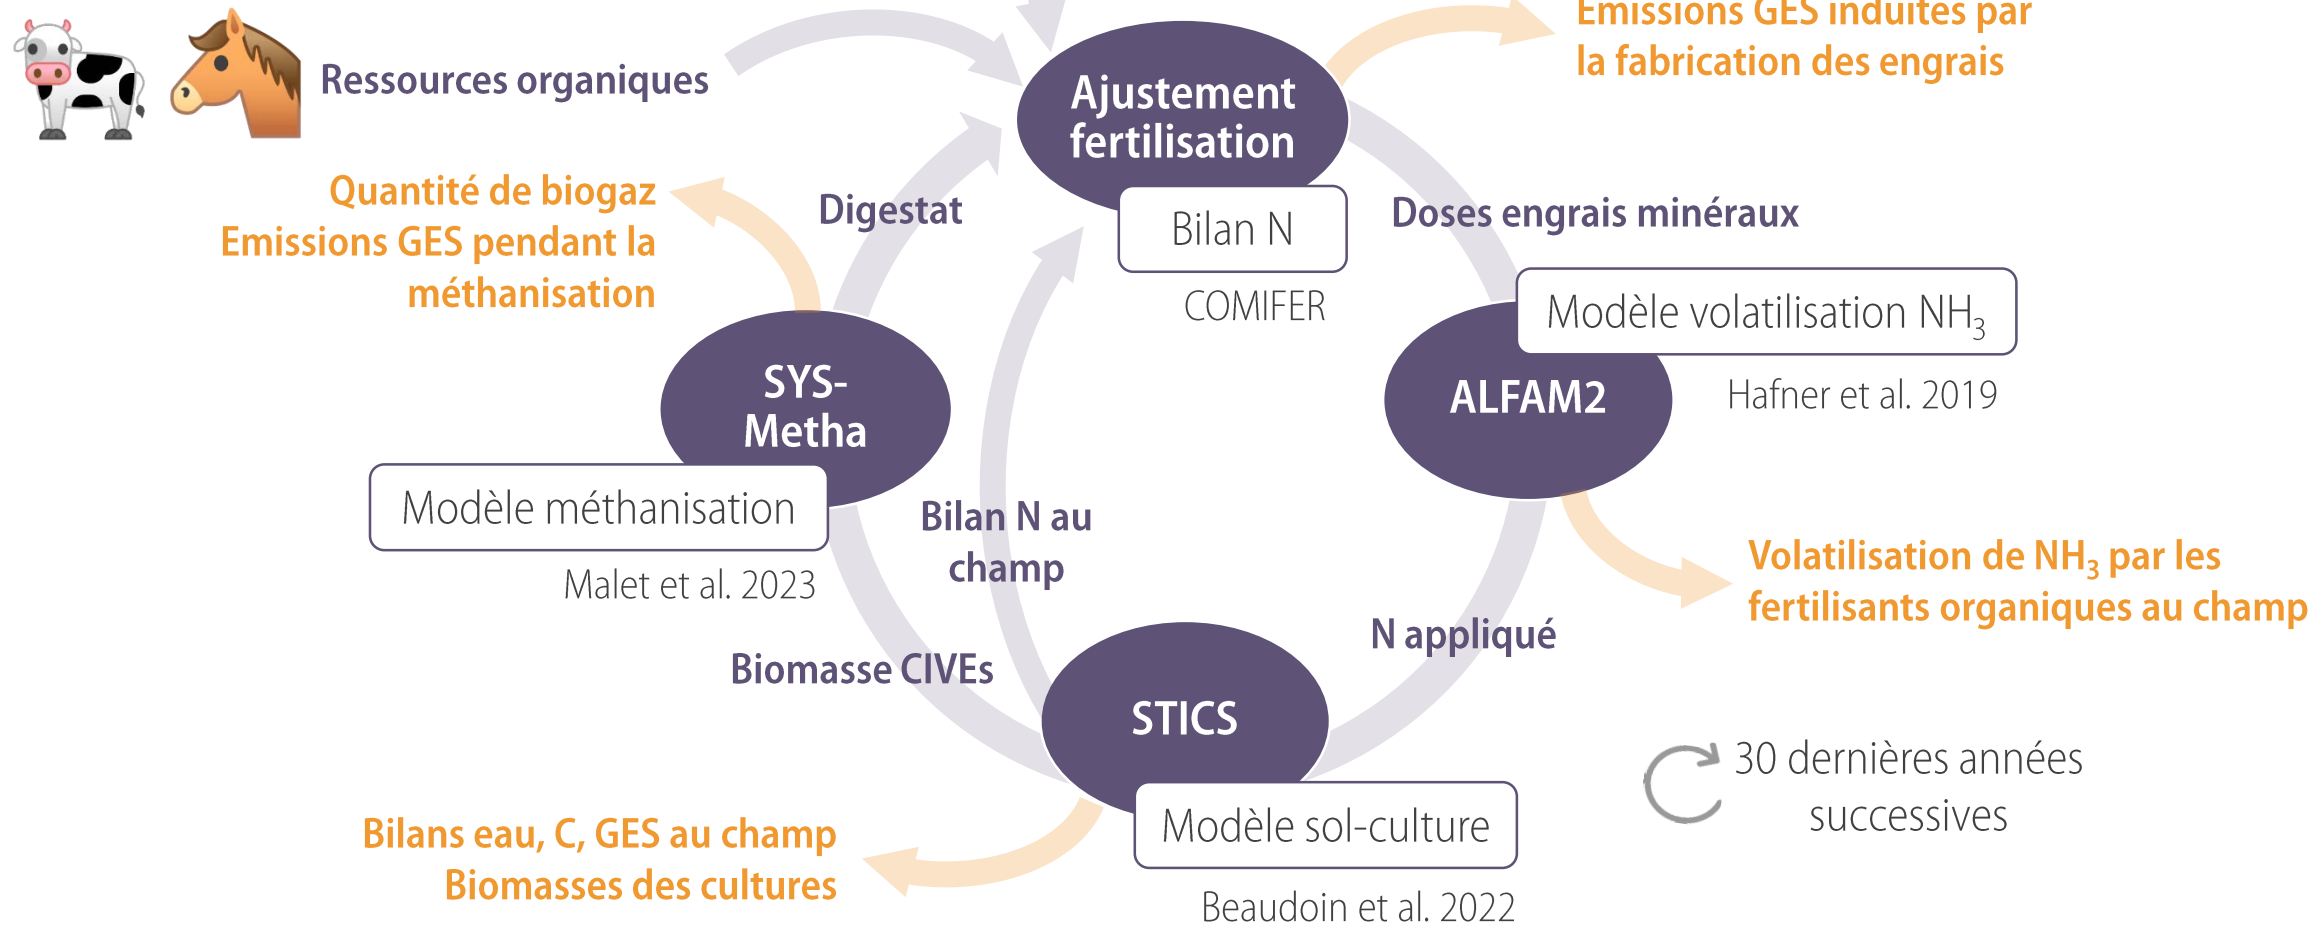 Emissions GES induites par
la fabrication des engrais
Ressources organiques
Ajustement
fertilisation
Quantité de biogaz
Emissions GES pendant la
méthanisation
Digestat
Bilan N
COMIFER
Doses engrais minéraux
Modèle volatilisation NH₃
ALFAM2
Hafner et al. 2019
SYS-
Metha
Modèle méthanisation
Malet et al. 2023
Bilan N au
champ
Volatilisation de NH₃ par les
fertilisants organiques au champ
N appliqué
Biomasse CIVEs
STICS
Modèle sol-culture
Beaudoin et al. 2022
30 dernières années
successives
Bilans eau, C, GES au champ
Biomasses des cultures